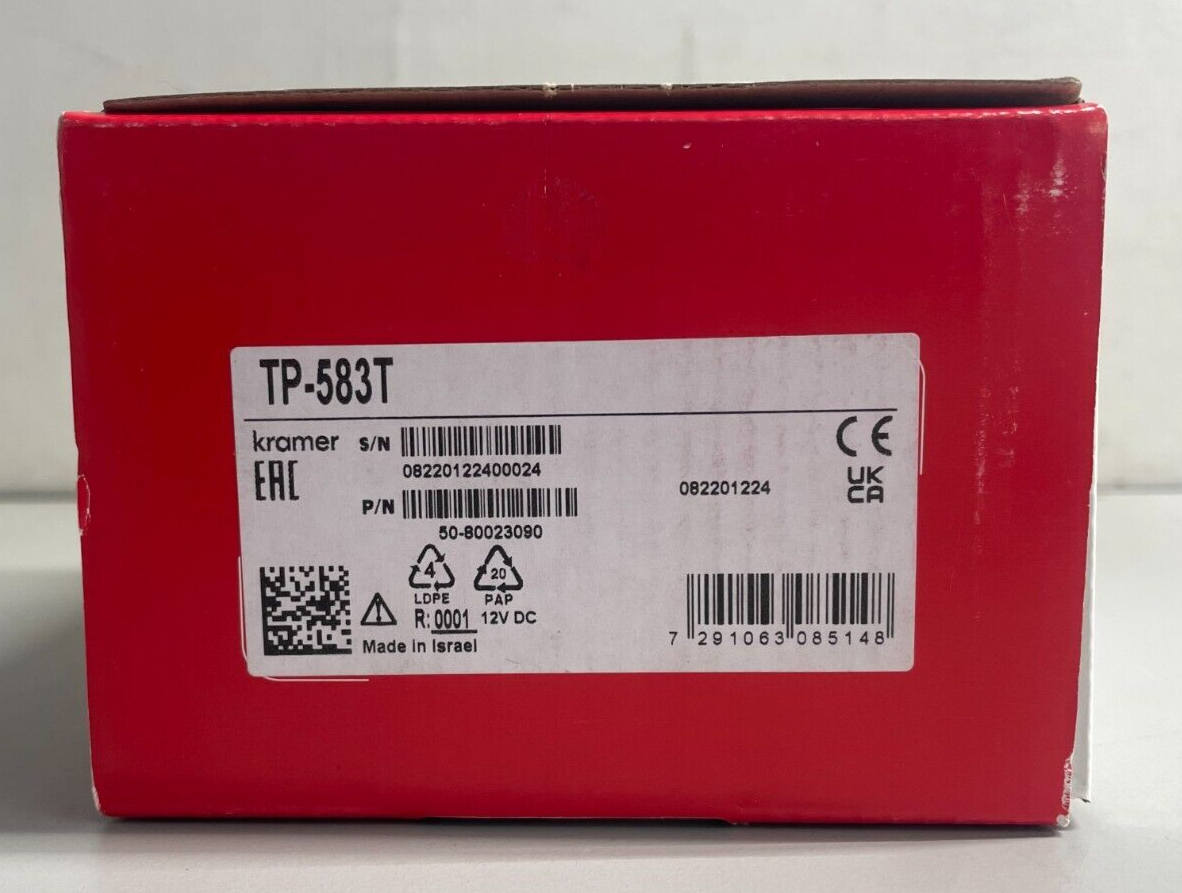 TP-583T
kramer S/N
08220122400024
EAC
P/N
50-80023090
082201224
CE
UK
CA
4
LDPE
20
PAP
R:0001 12V DC
Made in Israel
7 291063 085148